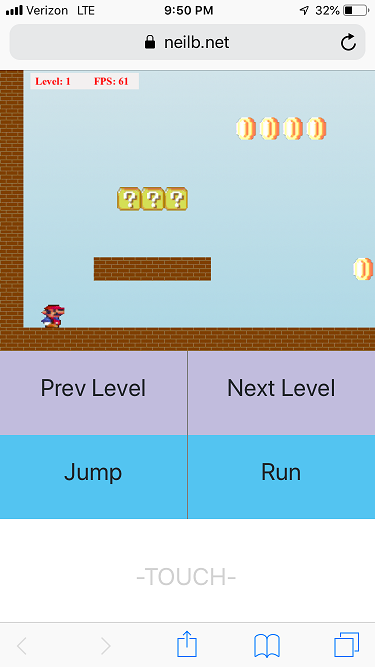 Verizon LTE 9:50 PM 32%
neilb.net
Level: 1 FPS: 61
? ? ?
Prev Level Next Level
Jump Run
-TOUCH-